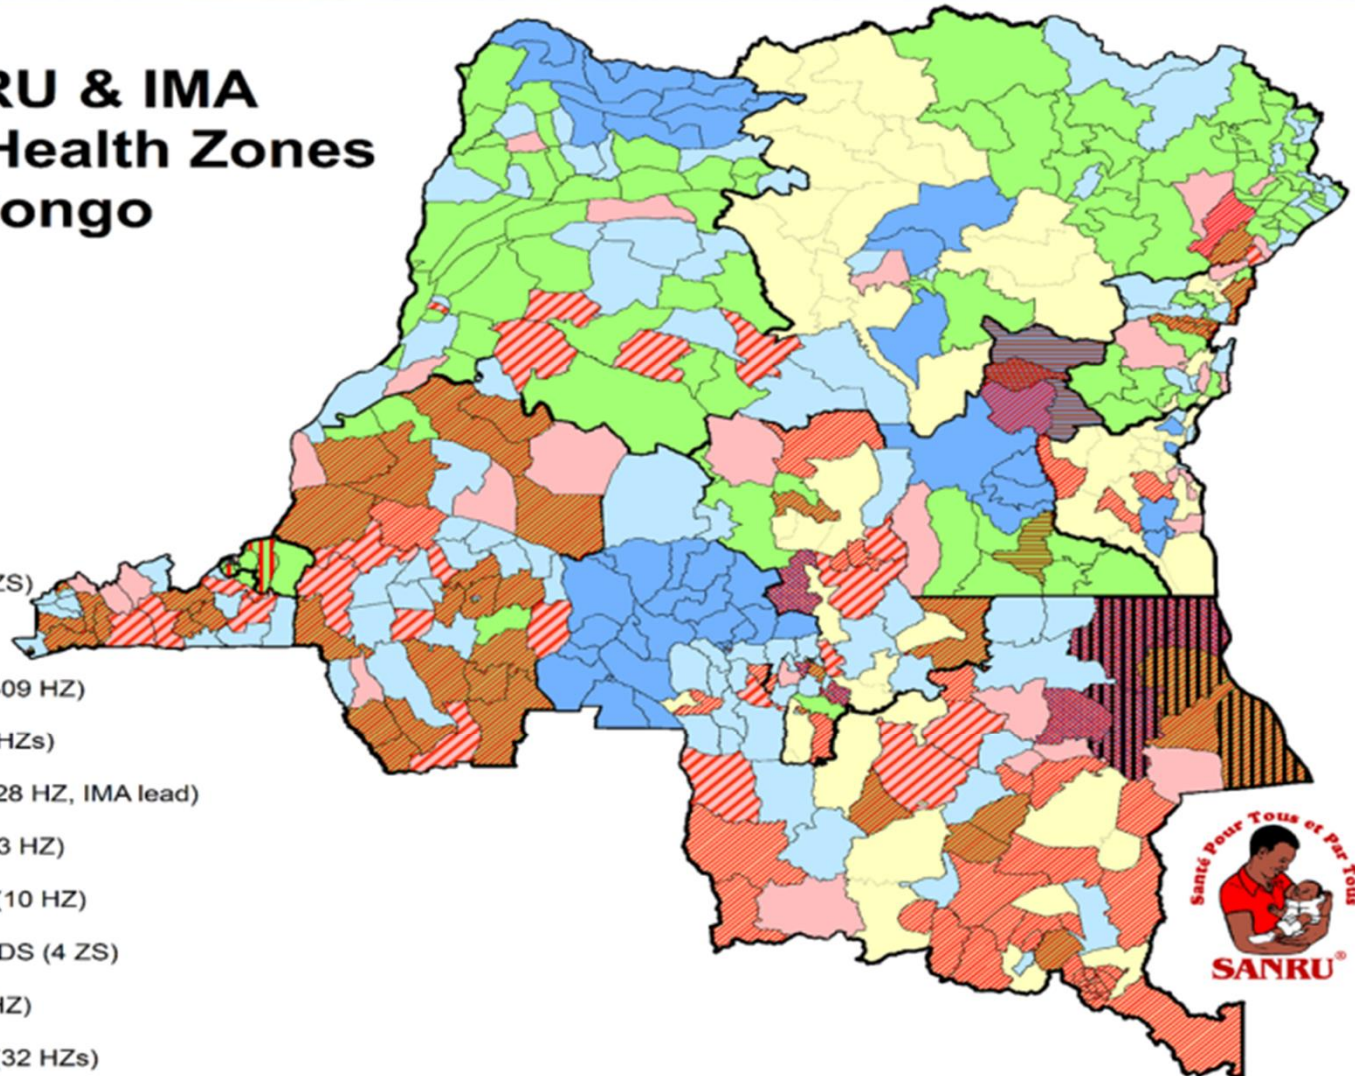 RU & IMA
Health Zones
ongo
ZS)
09 HZ)
HZs)
28 HZ, IMA lead)
3 HZ)
(10 HZ)
DS (4 ZS)
HZ)
(32 HZs)
Santé Pour Tous et Par Tous
SANRU®